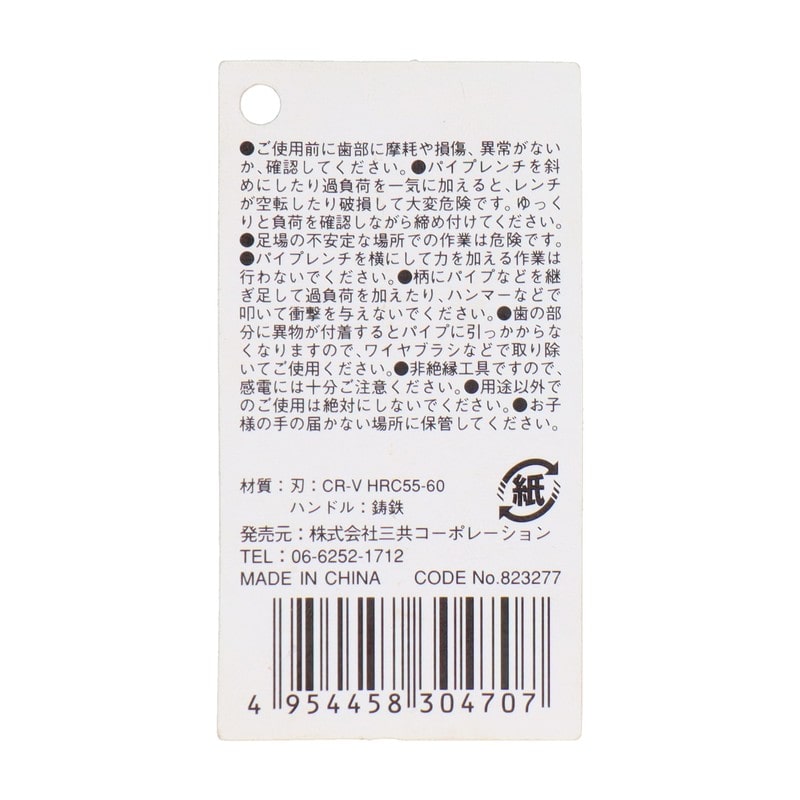 ●ご使用前に歯部に摩耗や損傷、異常がない
か、確認してください。●パイプレンチを斜
めにしたり過負荷を一気に加えると、レンチ
が空転したり破損して大変危険です。ゆっく
りと負荷を確認しながら締め付けてください。
●足場の不安定な場所での作業は危険です。
●パイプレンチを横にして力を加える作業は
行わないでください。●柄にパイプなどを継
ぎ足して過負荷を加えたり、ハンマーなどで
叩いて衝撃を与えないでください。●歯の部
分に異物が付着するとパイプに引っかからな
くなりますので、ワイヤブラシなどで取り除
いてご使用ください。●非絶縁工具ですので、
感電には十分ご注意ください。●用途以外で
のご使用は絶対にしないでください。●お子
様の手の届かない場所に保管してください。
材質：刃：CR-V HRC55-60
ハンドル：鋳鉄
紙
発売元：株式会社三共コーポレーション
TEL：06-6252-1712
MADE IN CHINA CODE No.823277
4 954458 304707